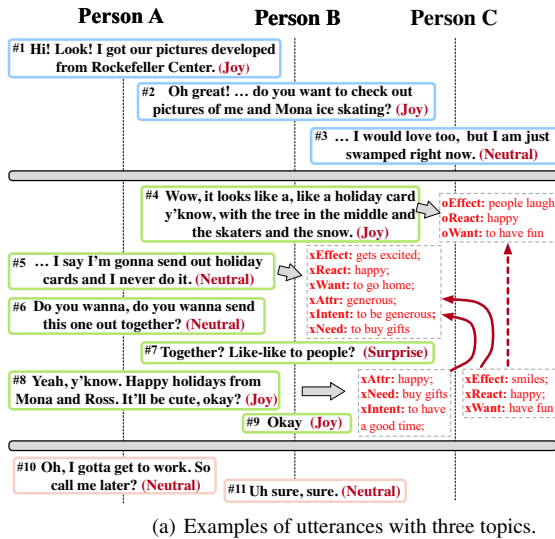 Person A Person B Person C
#1 Hi! Look! I got our pictures developed
from Rockefeller Center. (Joy)
#2 Oh great! … do you want to check out
pictures of me and Mona ice skating? (Joy)
#3 … I would love too, but I am just
swamped right now. (Neutral)
#4 Wow, it looks like a, like a holiday card
y'know, with the tree in the middle and
the skaters and the snow. (Joy)
oEffect: people laugh
oReact: happy
oWant: to have fun
#5 … I say I'm gonna send out holiday
cards and I never do it. (Neutral)
xEffect: gets excited;
xReact: happy;
xWant: to go home;
xAttr: generous;
xIntent: to be generous;
xNeed: to buy gifts
#6 Do you wanna, do you wanna send
this one out together? (Neutral)
#7 Together? Like-like to people? (Surprise)
#8 Yeah, y'know. Happy holidays from
Mona and Ross. It'll be cute, okay? (Joy)
xAttr: happy;
xNeed: buy gifts
xIntent: to have
a good time;
xEffect: smiles;
xReact: happy;
xWant: have fun
#9 Okay (Joy)
#10 Oh, I gotta get to work. So
call me later? (Neutral)
#11 Uh sure, sure. (Neutral)
(a) Examples of utterances with three topics.